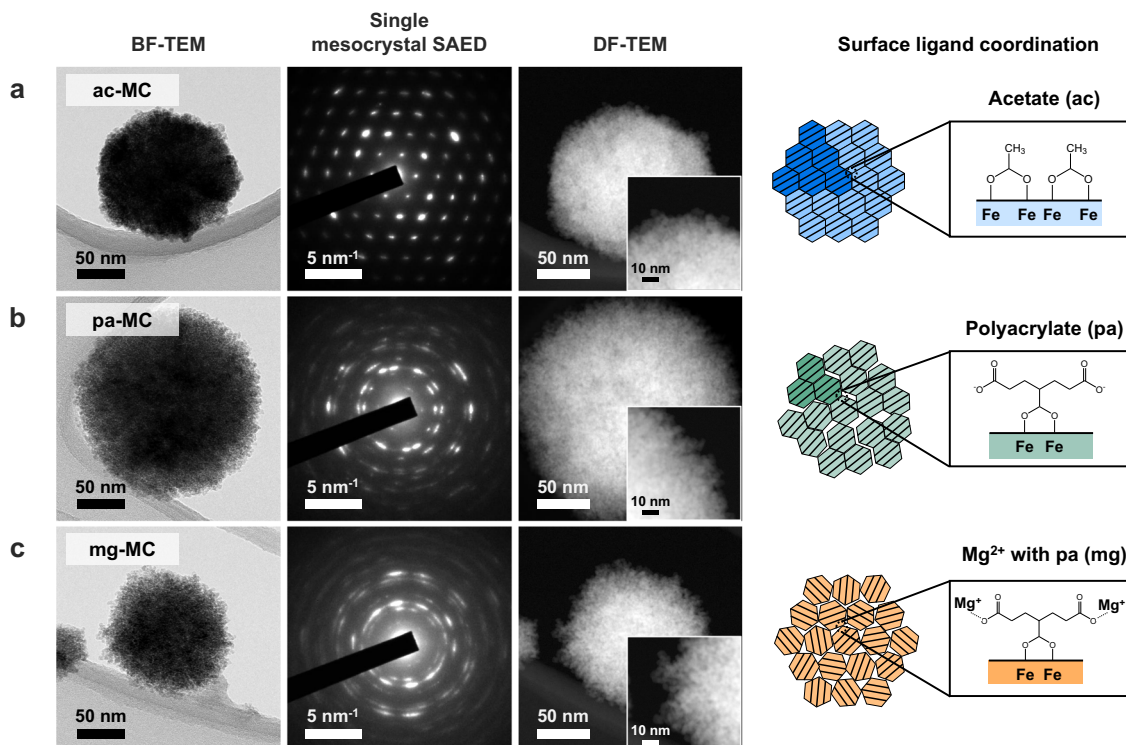 BF-TEM
Single
mesocrystal SAED
DF-TEM
Surface ligand coordination
a
ac-MC
50 nm
5 nm⁻¹
50 nm
10 nm
Acetate (ac)
CH₃ CH₃
O O O O
Fe Fe Fe Fe
b
pa-MC
50 nm
5 nm⁻¹
50 nm
10 nm
Polyacrylate (pa)
O O
⁻O O⁻
O O
Fe Fe
c
mg-MC
50 nm
5 nm⁻¹
50 nm
10 nm
Mg²⁺ with pa (mg)
Mg⁺ O O Mg⁺
O O
O O
Fe Fe